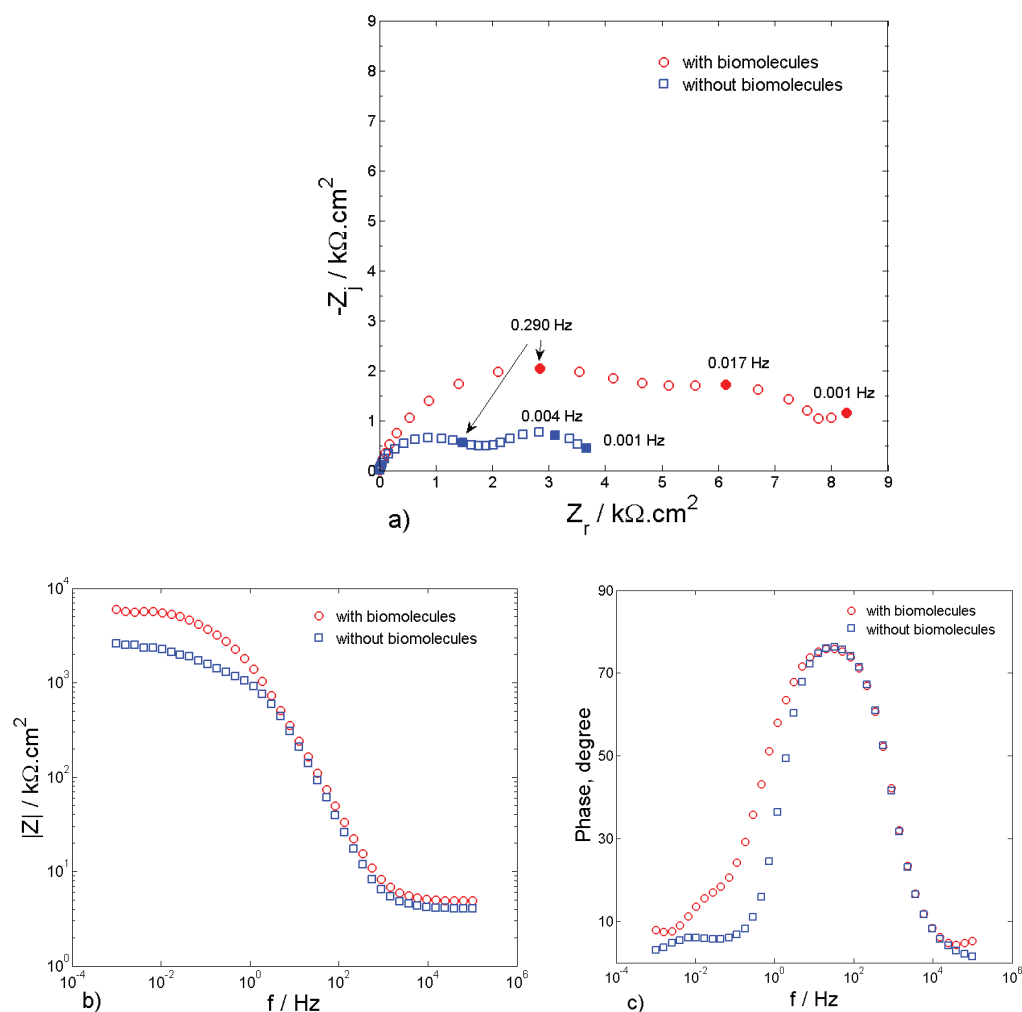 9
8
7
6
5
4
3
2
1
0
-Zj / kΩ.cm2
with biomolecules
without biomolecules
0.290 Hz
0.017 Hz
0.001 Hz
0.004 Hz
0.001 Hz
0 1 2 3 4 5 6 7 8 9
a) Zr / kΩ.cm2
10^4
10^3
10^2
10^1
10^0
|Z| / kΩ.cm2
with biomolecules
without biomolecules
10^-4 10^-2 10^0 10^2 10^4 10^6
b) f / Hz
90
70
50
30
10
Phase, degree
with biomolecules
without biomolecules
10^-4 10^-2 10^0 10^2 10^4 10^6
c) f / Hz